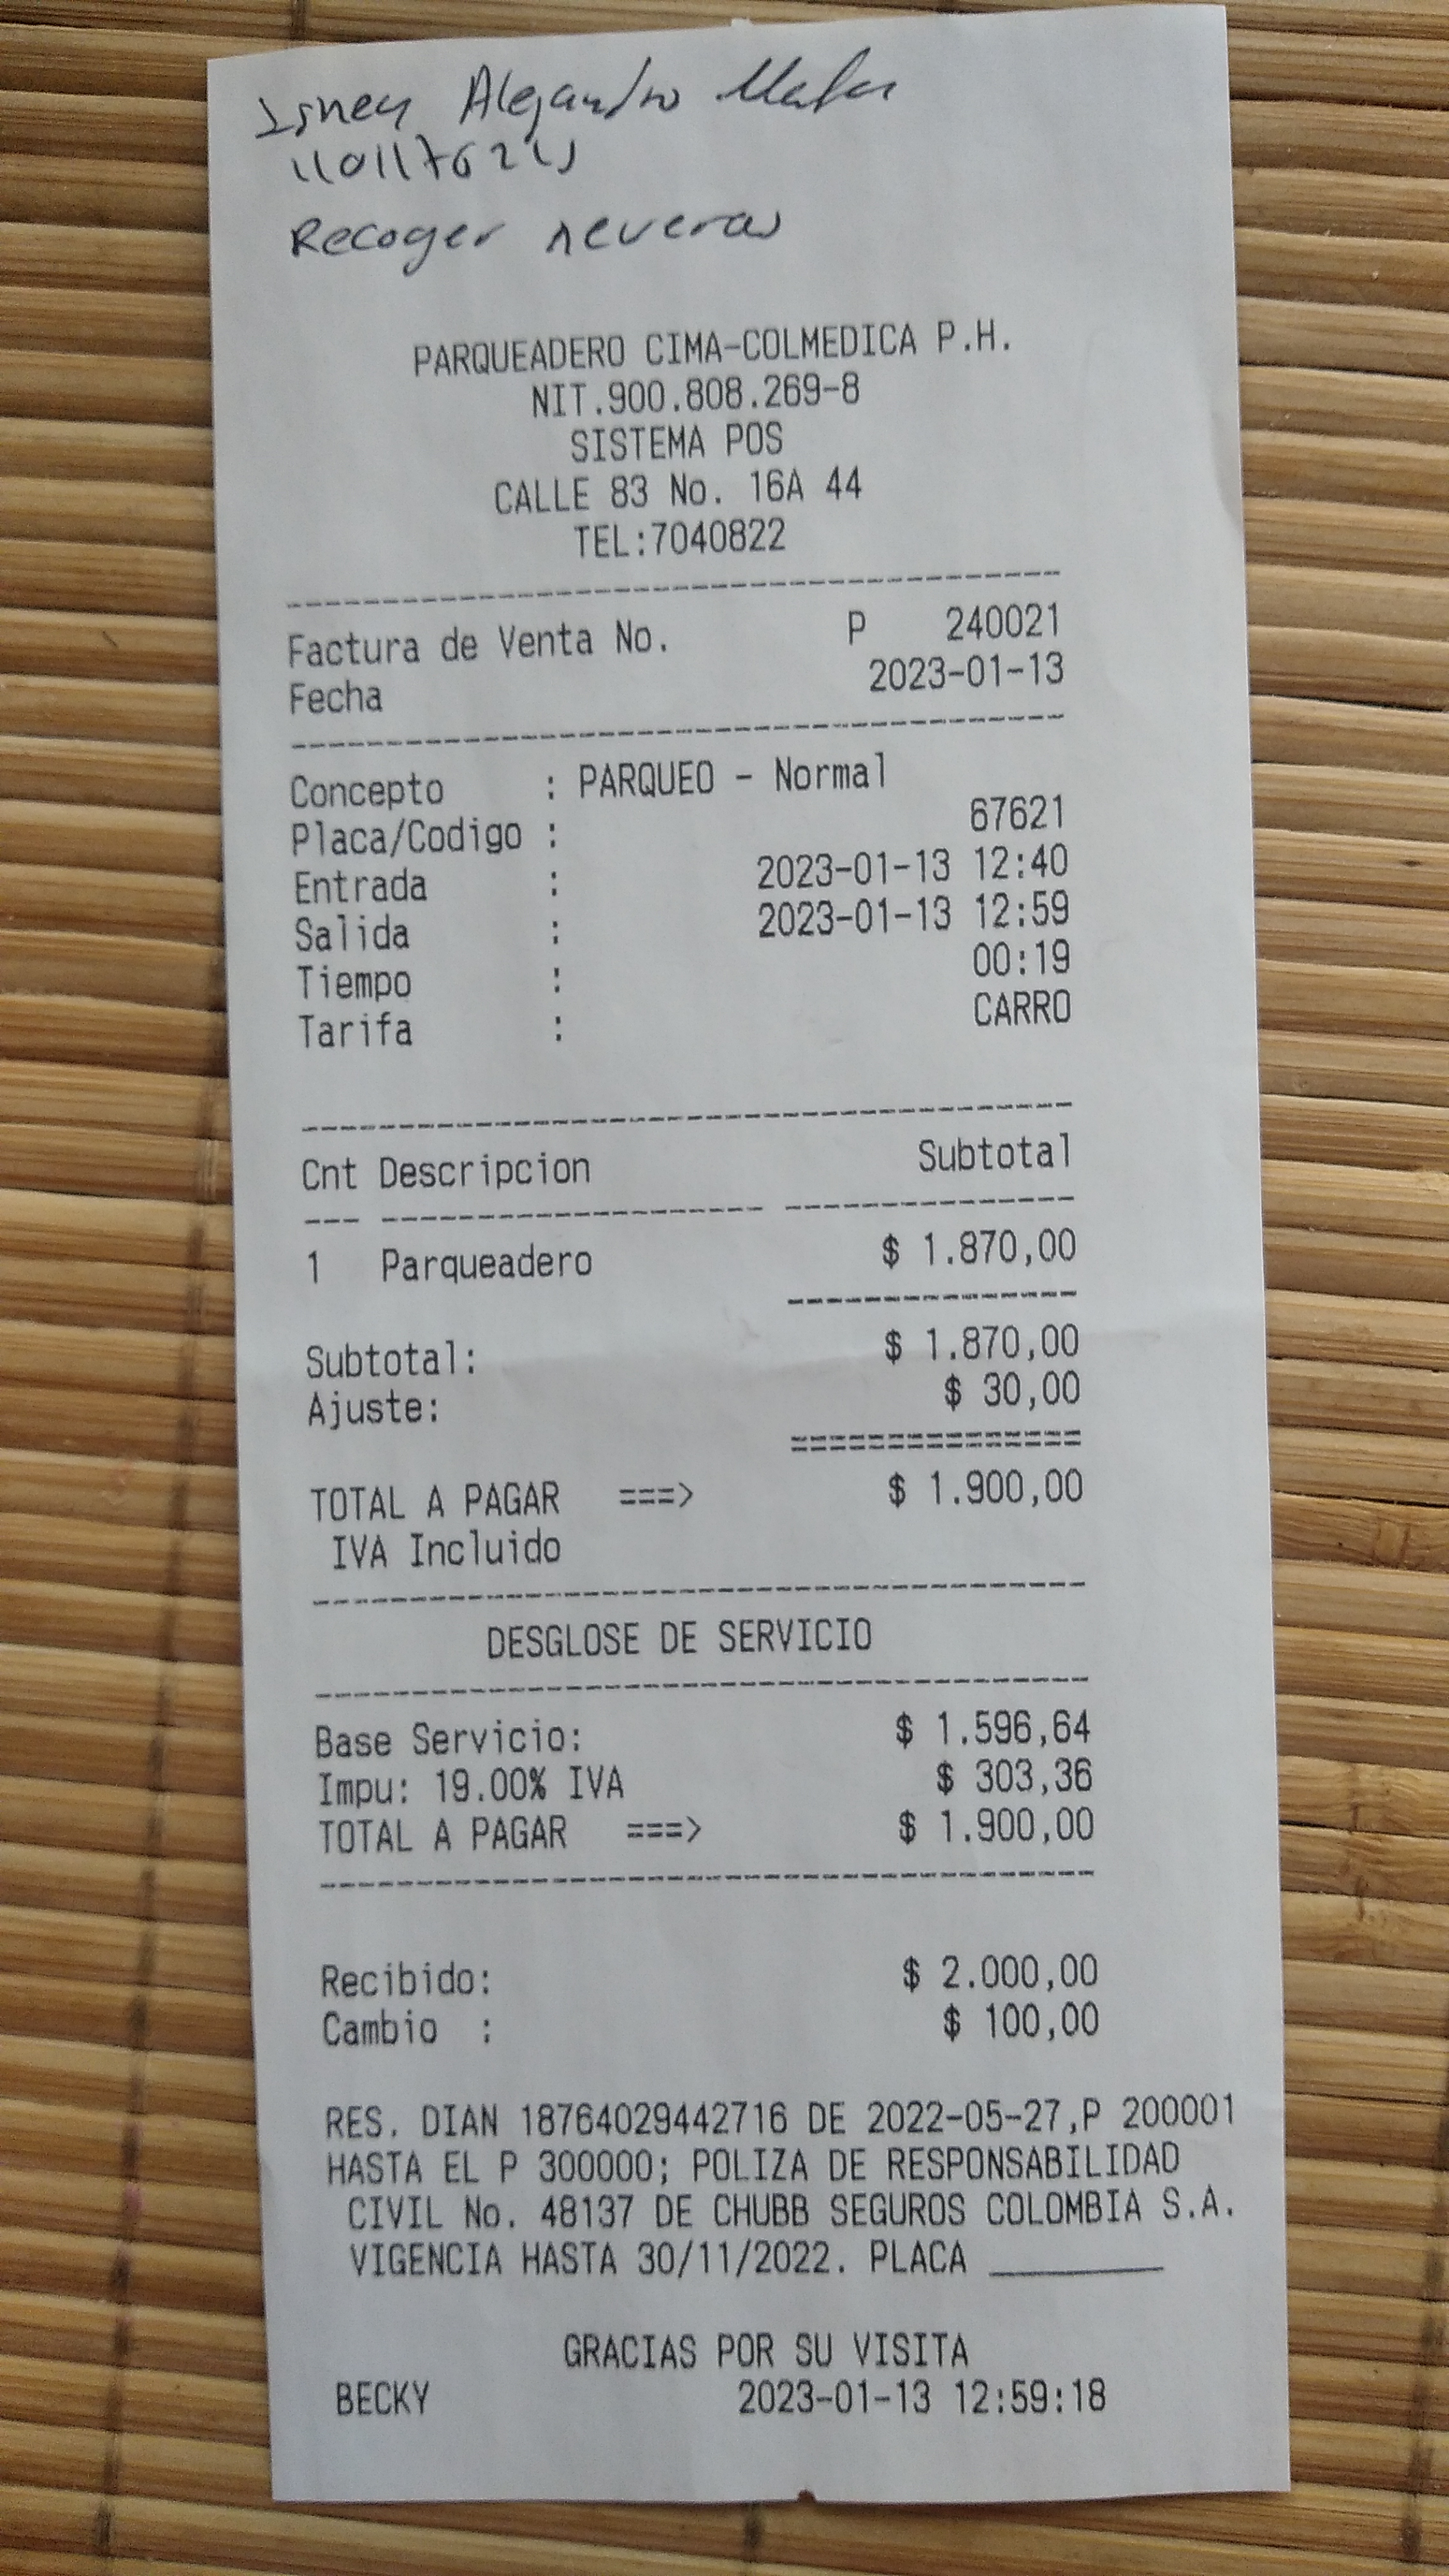 Alejandro
Recoger neveras
PARQUEADERO CIMA-COLMEDICA P.H.
NIT.900.808.269-8
SISTEMA POS
CALLE 83 No. 16A 44
TEL:7040822
Factura de Venta No. P 240021
Fecha 2023-01-13
Concepto : PARQUEO - Normal
Placa/Codigo : 67621
Entrada : 2023-01-13 12:40
Salida : 2023-01-13 12:59
Tiempo : 00:19
Tarifa : CARRO
Cnt Descripcion Subtotal
1 Parqueadero $ 1.870,00
Subtotal: $ 1.870,00
Ajuste: $ 30,00
TOTAL A PAGAR ===> $ 1.900,00
IVA Incluido
DESGLOSE DE SERVICIO
Base Servicio: $ 1.596,64
Impu: 19.00% IVA $ 303,36
TOTAL A PAGAR ===> $ 1.900,00
Recibido: $ 2.000,00
Cambio : $ 100,00
RES. DIAN 18764029442716 DE 2022-05-27,P 200001
HASTA EL P 300000; POLIZA DE RESPONSABILIDAD
CIVIL No. 48137 DE CHUBB SEGUROS COLOMBIA S.A.
VIGENCIA HASTA 30/11/2022. PLACA ________
GRACIAS POR SU VISITA
BECKY 2023-01-13 12:59:18